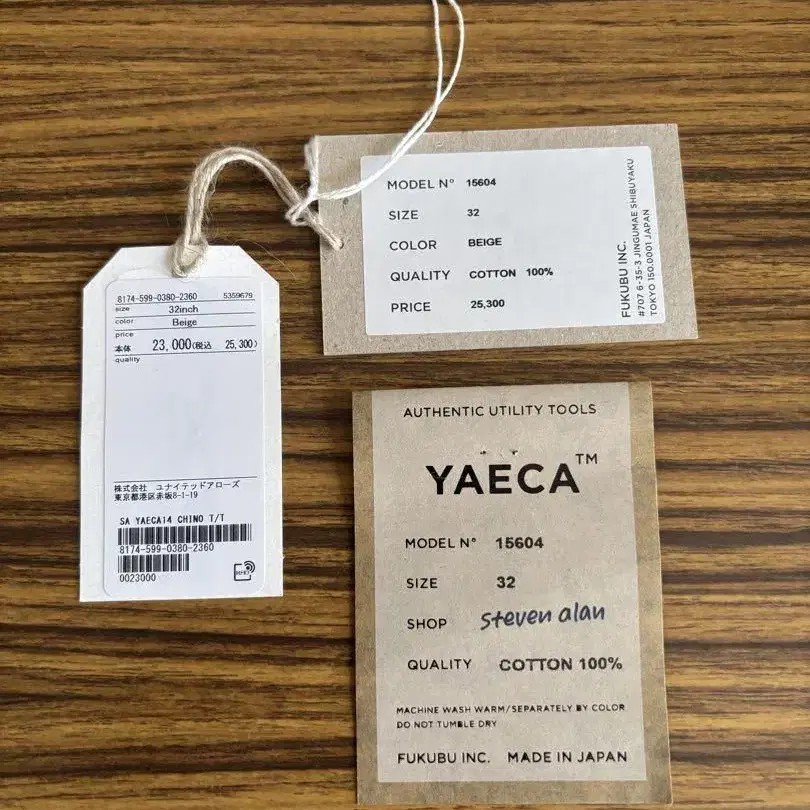 MODEL N° 15604
SIZE 32
COLOR BEIGE
QUALITY COTTON 100%
PRICE 25,300
FUKUBU INC.
#707 6-35-3 JINGUMAE SHIBUYAKU
TOKYO 150.0001 JAPAN
8174-599-0380-2360 5359679
size 32inch
color Beige
price
本体 23,000(税込 25,300)
quality
株式会社 ユナイテッドアローズ
東京都港区赤坂8-1-19
SA YAECA14 CHINO T/T
8174-599-0380-2360
0023000
AUTHENTIC UTILITY TOOLS
YAECA™
MODEL N° 15604
SIZE 32
SHOP steven alan
QUALITY COTTON 100%
MACHINE WASH WARM/SEPARATELY BY COLOR
DO NOT TUMBLE DRY
FUKUBU INC. MADE IN JAPAN